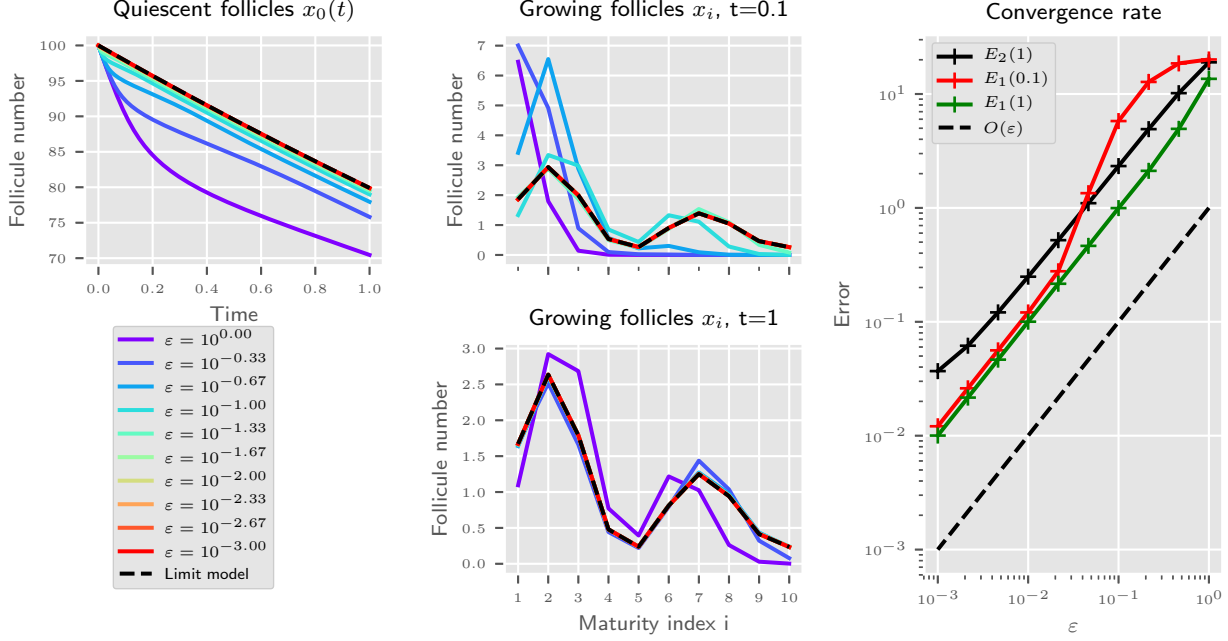 Quiescent follicles x₀(t)
100
95
90
85
80
75
70
Follicule number
0.0 0.2 0.4 0.6 0.8 1.0
Time
ε = 10^0.00
ε = 10^−0.33
ε = 10^−0.67
ε = 10^−1.00
ε = 10^−1.33
ε = 10^−1.67
ε = 10^−2.00
ε = 10^−2.33
ε = 10^−2.67
ε = 10^−3.00
Limit model
Growing follicles xᵢ, t=0.1
7
6
5
4
3
2
1
0
Follicule number
Growing follicles xᵢ, t=1
3.0
2.5
2.0
1.5
1.0
0.5
0.0
Follicule number
1 2 3 4 5 6 7 8 9 10
Maturity index i
Convergence rate
E₂(1)
E₁(0.1)
E₁(1)
O(ε)
10^1
10^0
10^−1
10^−2
10^−3
Error
10^−3 10^−2 10^−1 10^0
ε